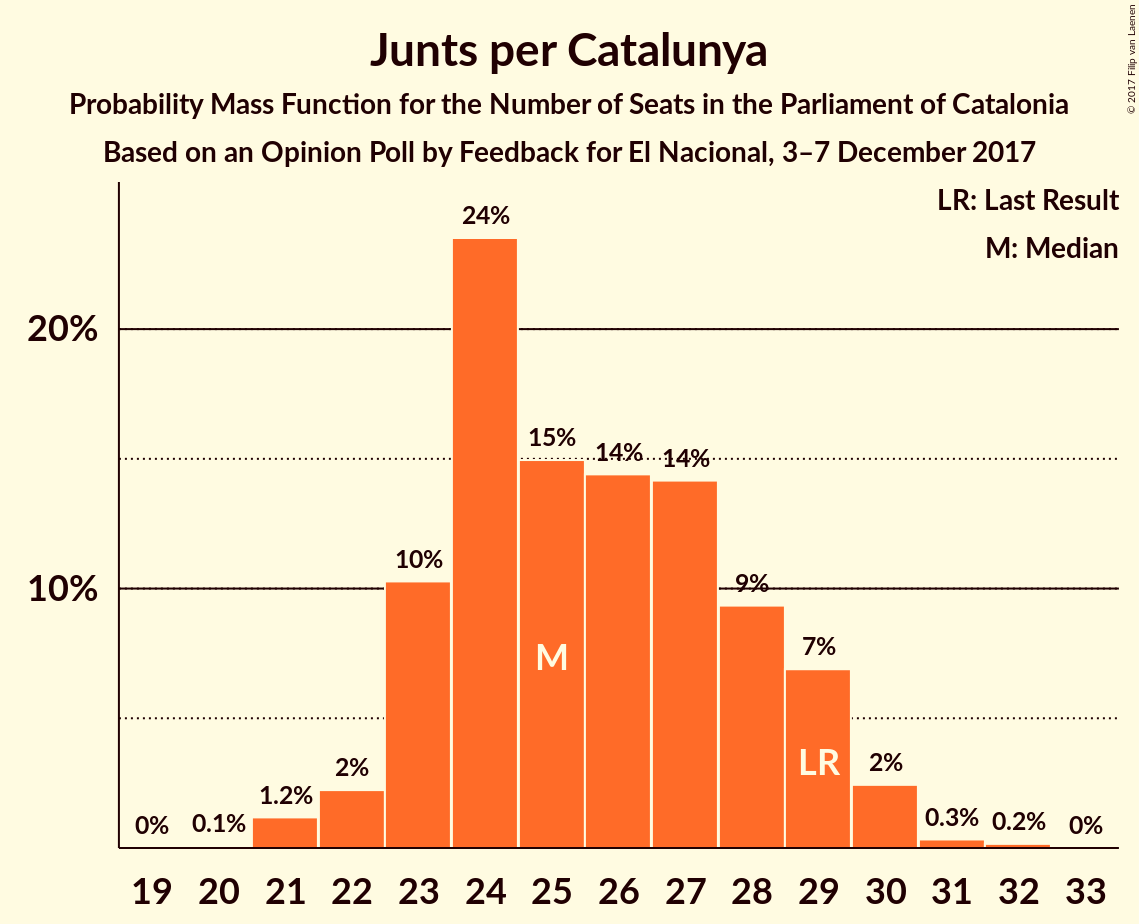 Junts per Catalunya
Probability Mass Function for the Number of Seats in the Parliament of Catalonia
Based on an Opinion Poll by Feedback for El Nacional, 3–7 December 2017
© 2017 Filip van Laenen
LR: Last Result
M: Median
20%
10%
0%
0.1%
1.2%
2%
10%
24%
15%
14%
14%
9%
7%
2%
0.3%
0.2%
0%
M
LR
19 20 21 22 23 24 25 26 27 28 29 30 31 32 33